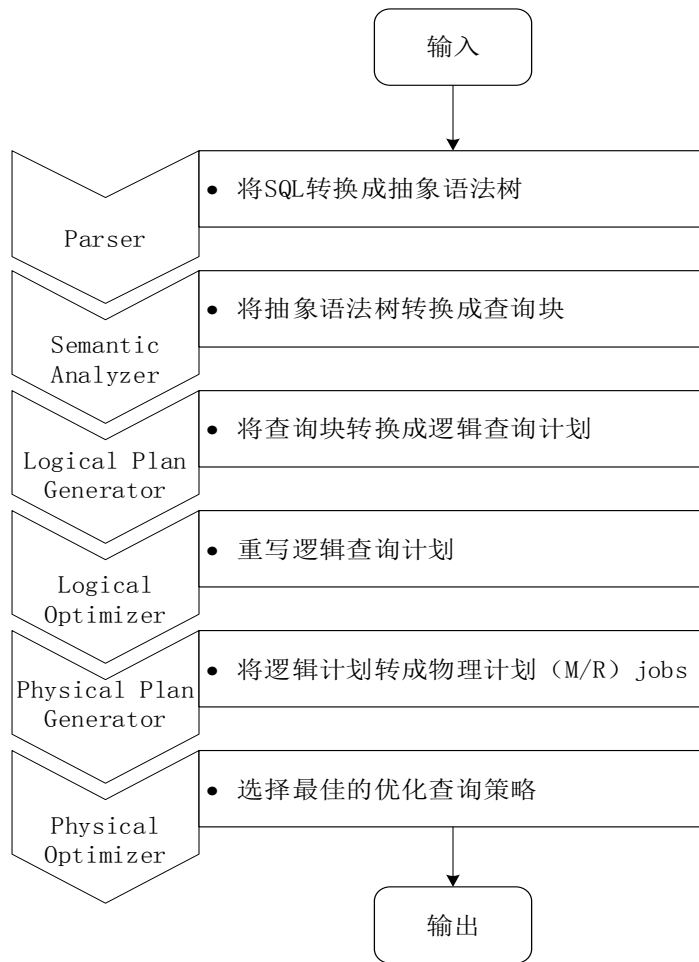 输入
Parser
• 将SQL转换成抽象语法树
Semantic
Analyzer
• 将抽象语法树转换成查询块
Logical Plan
Generator
• 将查询块转换成逻辑查询计划
Logical
Optimizer
• 重写逻辑查询计划
Physical Plan
Generator
• 将逻辑计划转成物理计划（M/R）jobs
Physical
Optimizer
• 选择最佳的优化查询策略
输出